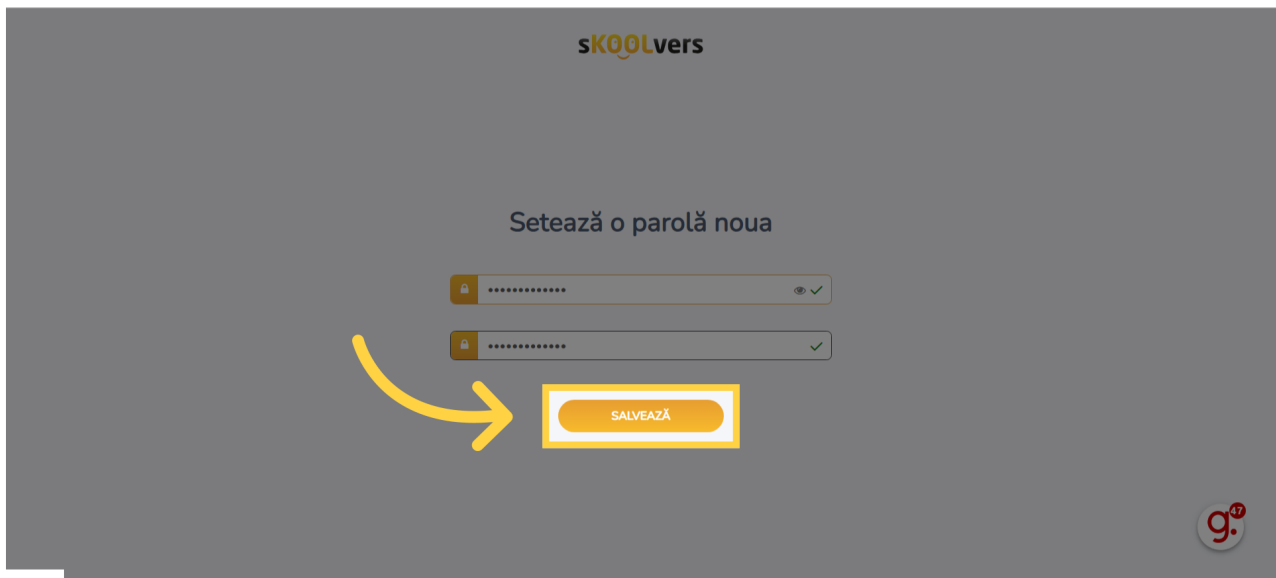 sKOOLvers
Setează o parolă noua
•••••••••••••
•••••••••••••
SALVEAZĂ
g. 47